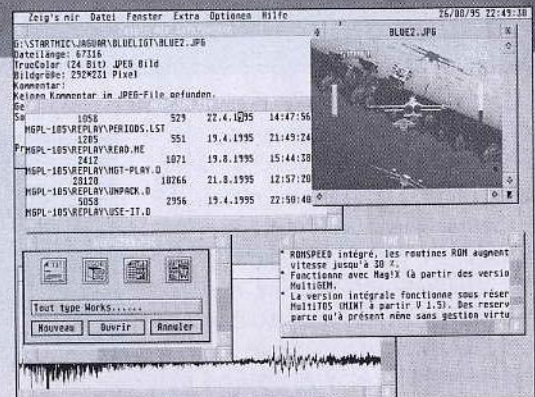 Zeig's mir Datei Fenster Extra Optionen Hilfe 26/08/95 22:49:38
G:\STARTMIC\JAGUAR\BLUELIGT\BLUE2.JPG
Dateilänge: 67316
TrueColor (24 Bit) JPEG Bild
Bildgröße: 292*231 Pixel
Kommentar:
Keinen Kommentar im JPEG-File gefunden.
Ge
Sa
Pr
1058 529 22.4.1995 14:47:56
MGPL-105\REPLAY\PERIODS.LST
1205 551 19.4.1995 21:49:24
MGPL-105\REPLAY\READ.ME
2412 1071 19.8.1995 15:44:38
MGPL-105\REPLAY\MGT-PLAY.O
28128 18266 21.8.1995 12:57:20
MGPL-105\REPLAY\UNPACK.O
5058 2956 19.4.1995 22:50:40
MGPL-105\REPLAY\USE-IT.O
BLUE2.JPG
Tout type Works......
Nouveau Ouvrir Annuler
* ROMSPEED intégré, les routines ROM augment
vitesse jusqu'à 30 %.
* Fonctionne avec Mag!X (à partir des versio
MultiGEM.
* La version intégrale fonctionne sous réser
MultiTOS (MINT à partir V 1.5). Des reserv
parce qu'à présent même sans gestion virtu